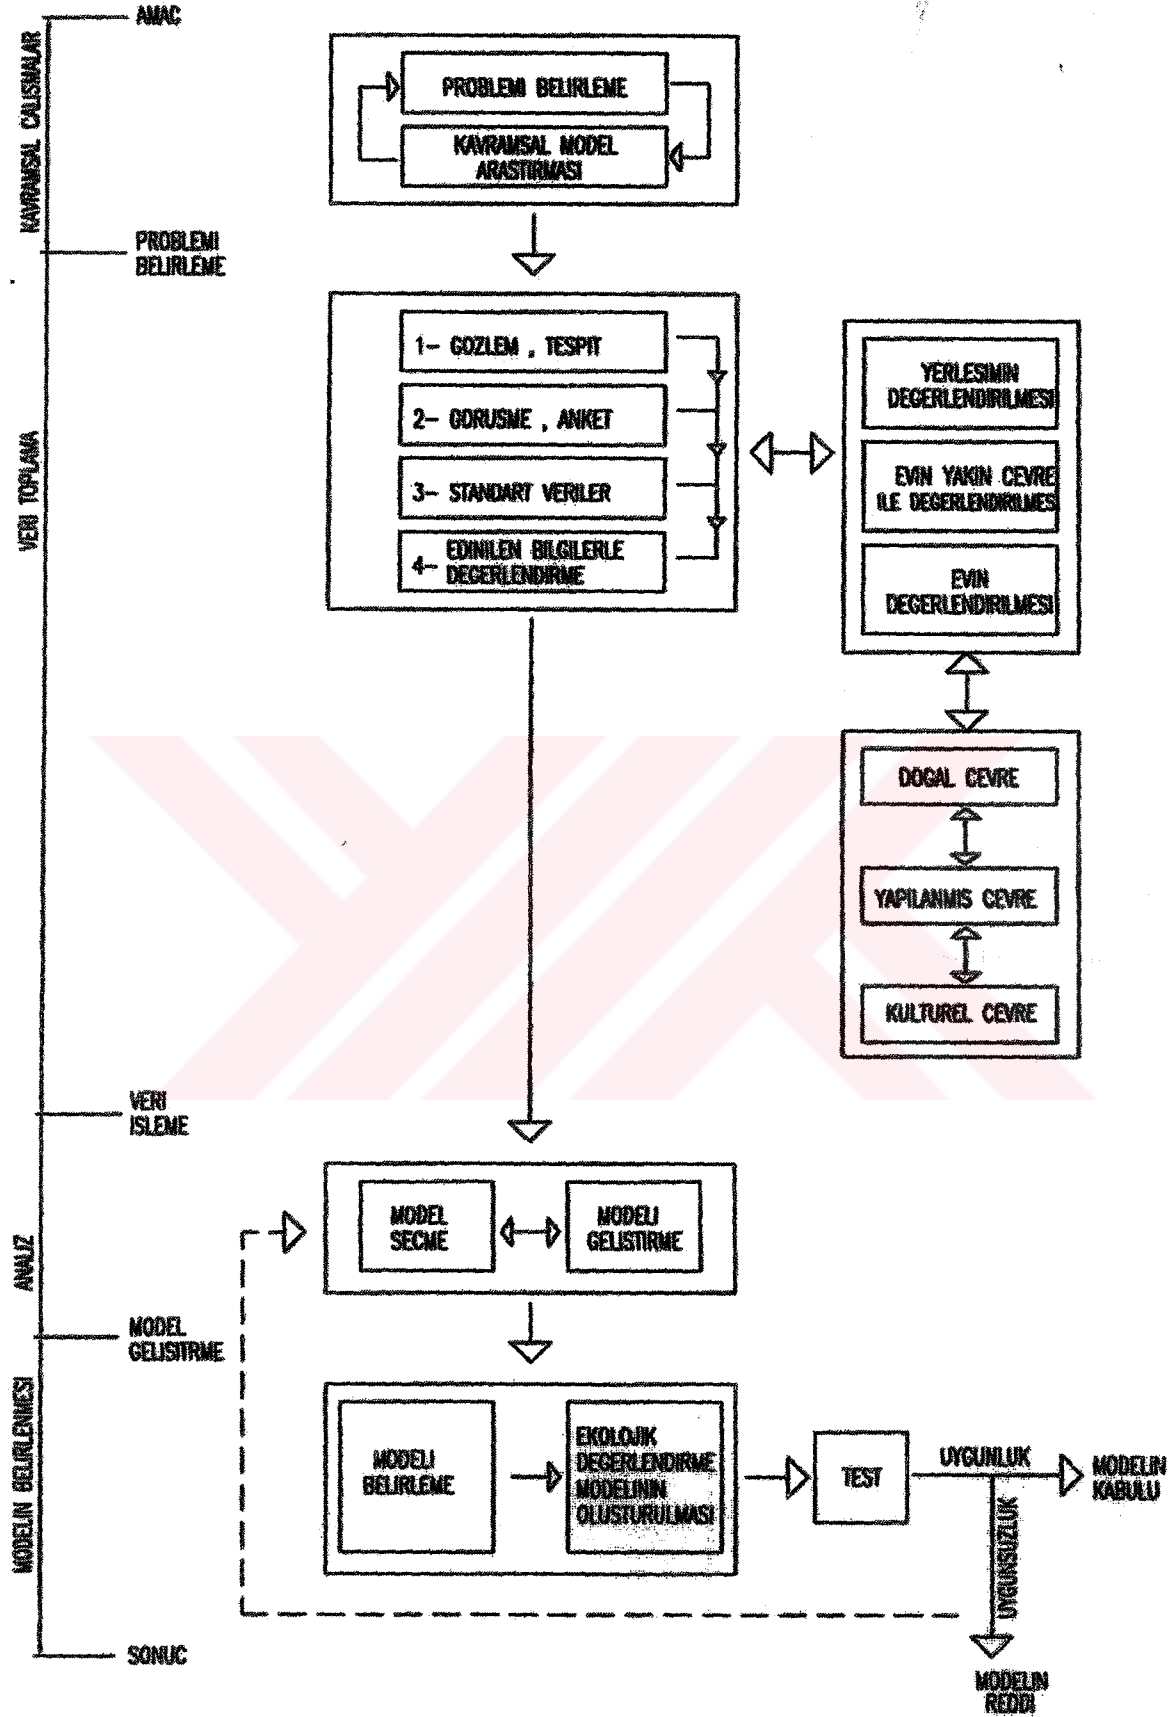 AMAC
KAVRAMSAL CALISMALAR
PROBLEMI BELIRLEME
KAVRAMSAL MODEL
ARASTIRMASI
PROBLEMI
BELIRLEME
VERI TOPLAMA
1- GOZLEM , TESPIT
2- GORUSME , ANKET
3- STANDART VERILER
4- EDINILEN BILGILERLE
DEGERLENDIRME
YERLESIMIN
DEGERLENDIRILMESI
EVIN YAKIN CEVRE
ILE DEGERLENDIRILMES
EVIN
DEGERLENDIRILMESI
DOGAL CEVRE
YAPILANMIS CEVRE
KULTUREL CEVRE
VERI
ISLEME
ANALIZ
MODEL
SECME
MODELI
GELISTIRME
MODEL
GELISITRME
MODELIN BELIRLENMESI
MODELI
BELIRLEME
EKOLOJIK
DEGERLENDIRME
MODELININ
OLUSTURULMASI
TEST
UYGUNLUK
MODELIN
KABULU
UYGUNSUZLUK
MODELIN
REDDI
SONUC